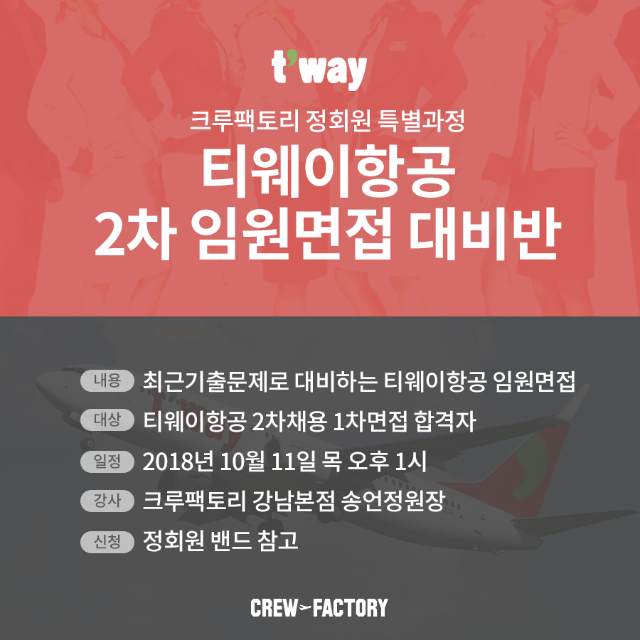 t'way
크루팩토리 정회원 특별과정
티웨이항공
2차 임원면접 대비반
내용 최근기출문제로 대비하는 티웨이항공 임원면접
대상 티웨이항공 2차채용 1차면접 합격자
일정 2018년 10월 11일 목 오후 1시
강사 크루팩토리 강남본점 송언정원장
신청 정회원 밴드 참고
t'way
CREW FACTORY